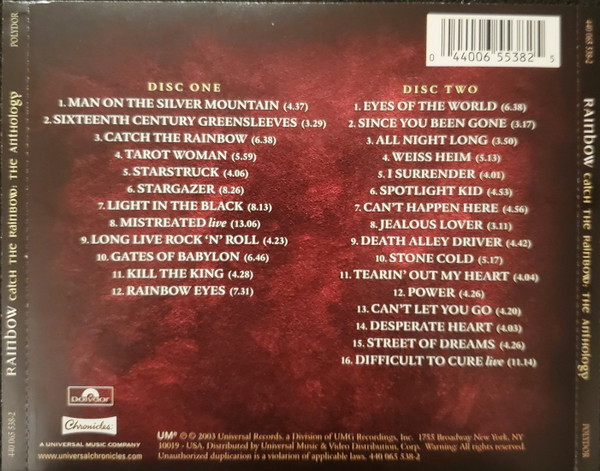 POLYDOR
RAINBOW Catch The Rainbow: The Anthology
440 065 538-2
0 44006 55382 5
DISC ONE
1. MAN ON THE SILVER MOUNTAIN (4.37)
2. SIXTEENTH CENTURY GREENSLEEVES (3.29)
3. CATCH THE RAINBOW (6.38)
4. TAROT WOMAN (5.59)
5. STARSTRUCK (4.06)
6. STARGAZER (8.26)
7. LIGHT IN THE BLACK (8.13)
8. MISTREATED live (13.06)
9. LONG LIVE ROCK 'N' ROLL (4.23)
10. GATES OF BABYLON (6.46)
11. KILL THE KING (4.28)
12. RAINBOW EYES (7.31)
DISC TWO
1. EYES OF THE WORLD (6.38)
2. SINCE YOU BEEN GONE (3.17)
3. ALL NIGHT LONG (3.50)
4. WEISS HEIM (5.13)
5. I SURRENDER (4.01)
6. SPOTLIGHT KID (4.53)
7. CAN'T HAPPEN HERE (4.56)
8. JEALOUS LOVER (3.11)
9. DEATH ALLEY DRIVER (4.42)
10. STONE COLD (5.17)
11. TEARIN' OUT MY HEART (4.04)
12. POWER (4.26)
13. CAN'T LET YOU GO (4.20)
14. DESPERATE HEART (4.03)
15. STREET OF DREAMS (4.26)
16. DIFFICULT TO CURE live (11.14)
Polydor
Chronicles
A UNIVERSAL MUSIC COMPANY
www.universalchronicles.com
UM℮ ℗ © 2003 Universal Records, a Division of UMG Recordings, Inc. 1755 Broadway New York, NY
10019 - USA. Distributed by Universal Music & Video Distribution, Corp. Warning: All rights reserved.
Unauthorized duplication is a violation of applicable laws. 440 065 538-2
440 065 538-2
RAINBOW Catch The Rainbow: The Anthology
POLYDOR